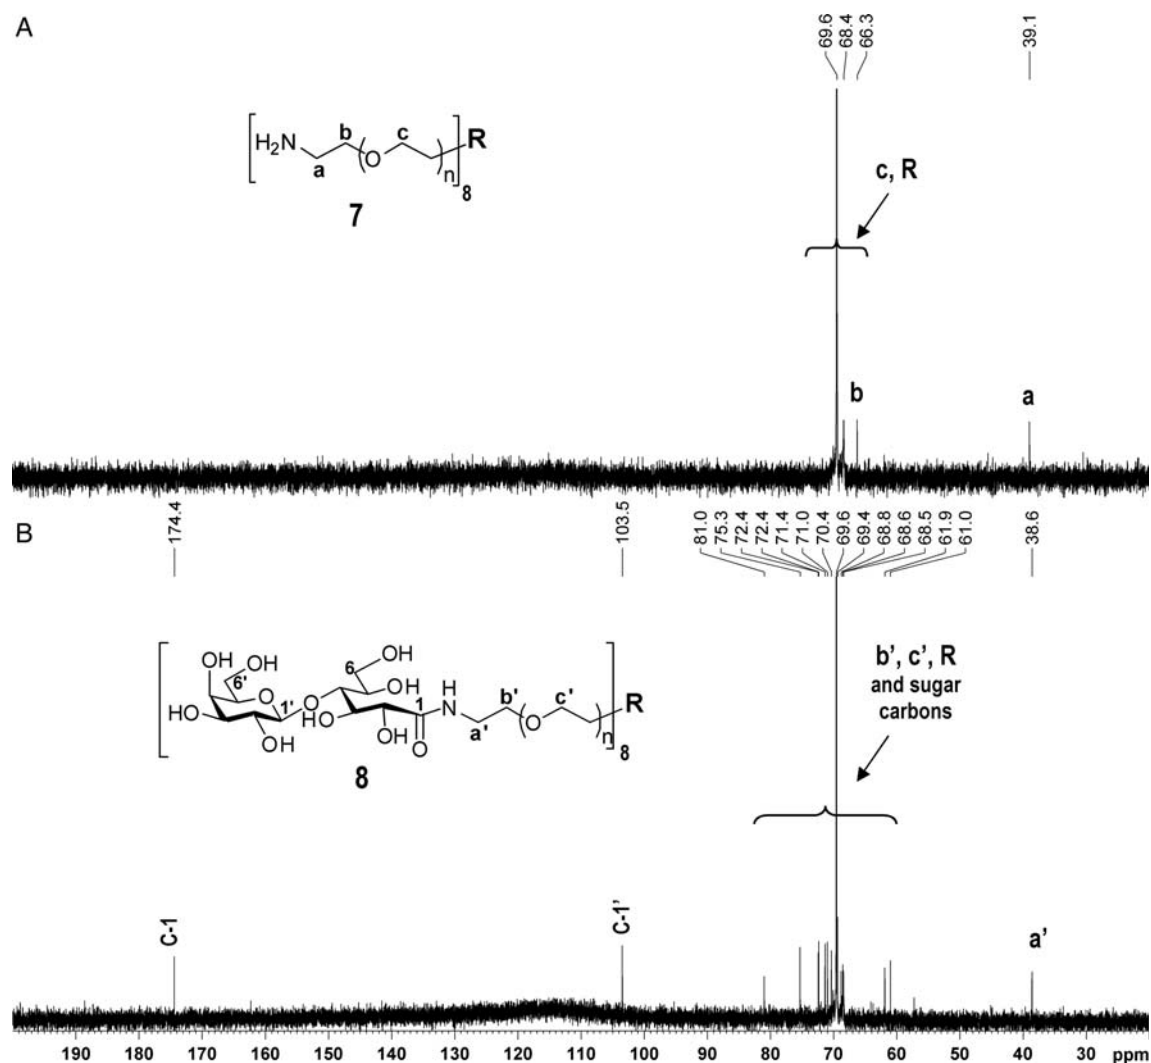 A
69.6
68.4
66.3
39.1
H2N
a
b
O
c
n
8
R
7
c, R
b
a
B
174.4
103.5
81.0
75.3
72.4
72.4
71.4
71.0
70.4
69.6
69.4
68.8
68.6
68.5
61.9
61.0
38.6
OH
OH
6'
O
HO
OH
1'
O
6
OH
OH
HO
OH
1
O
H
N
a'
b'
O
c'
n
8
R
8
b', c', R
and sugar
carbons
C-1
C-1'
a'
190 180 170 160 150 140 130 120 110 100 90 80 70 60 50 40 30 ppm